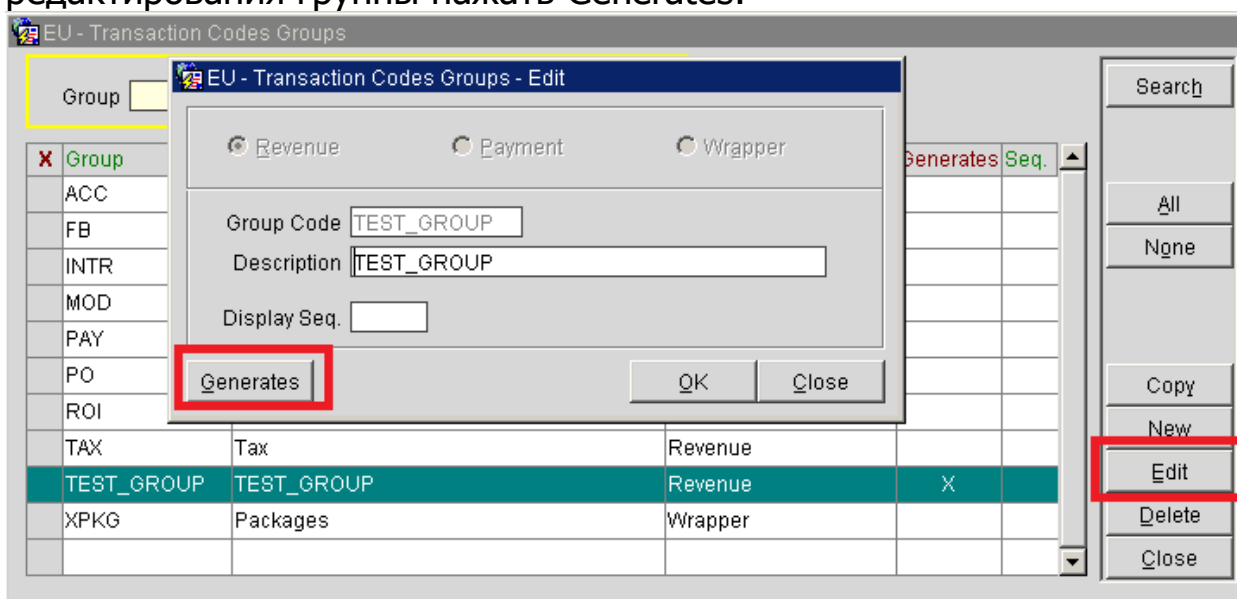 редактирования группы нажать Generates.
EU - Transaction Codes Groups
Group
EU - Transaction Codes Groups - Edit
Search
Revenue Payment Wrapper
X Group Generates Seq.
ACC
All
Group Code TEST_GROUP
FB
None
INTR
Description TEST_GROUP
MOD
Display Seq.
PAY
PO
Generates OK Close
Copy
ROI
New
TAX Tax Revenue
Edit
TEST_GROUP TEST_GROUP Revenue X
XPKG Packages Wrapper
Delete
Close